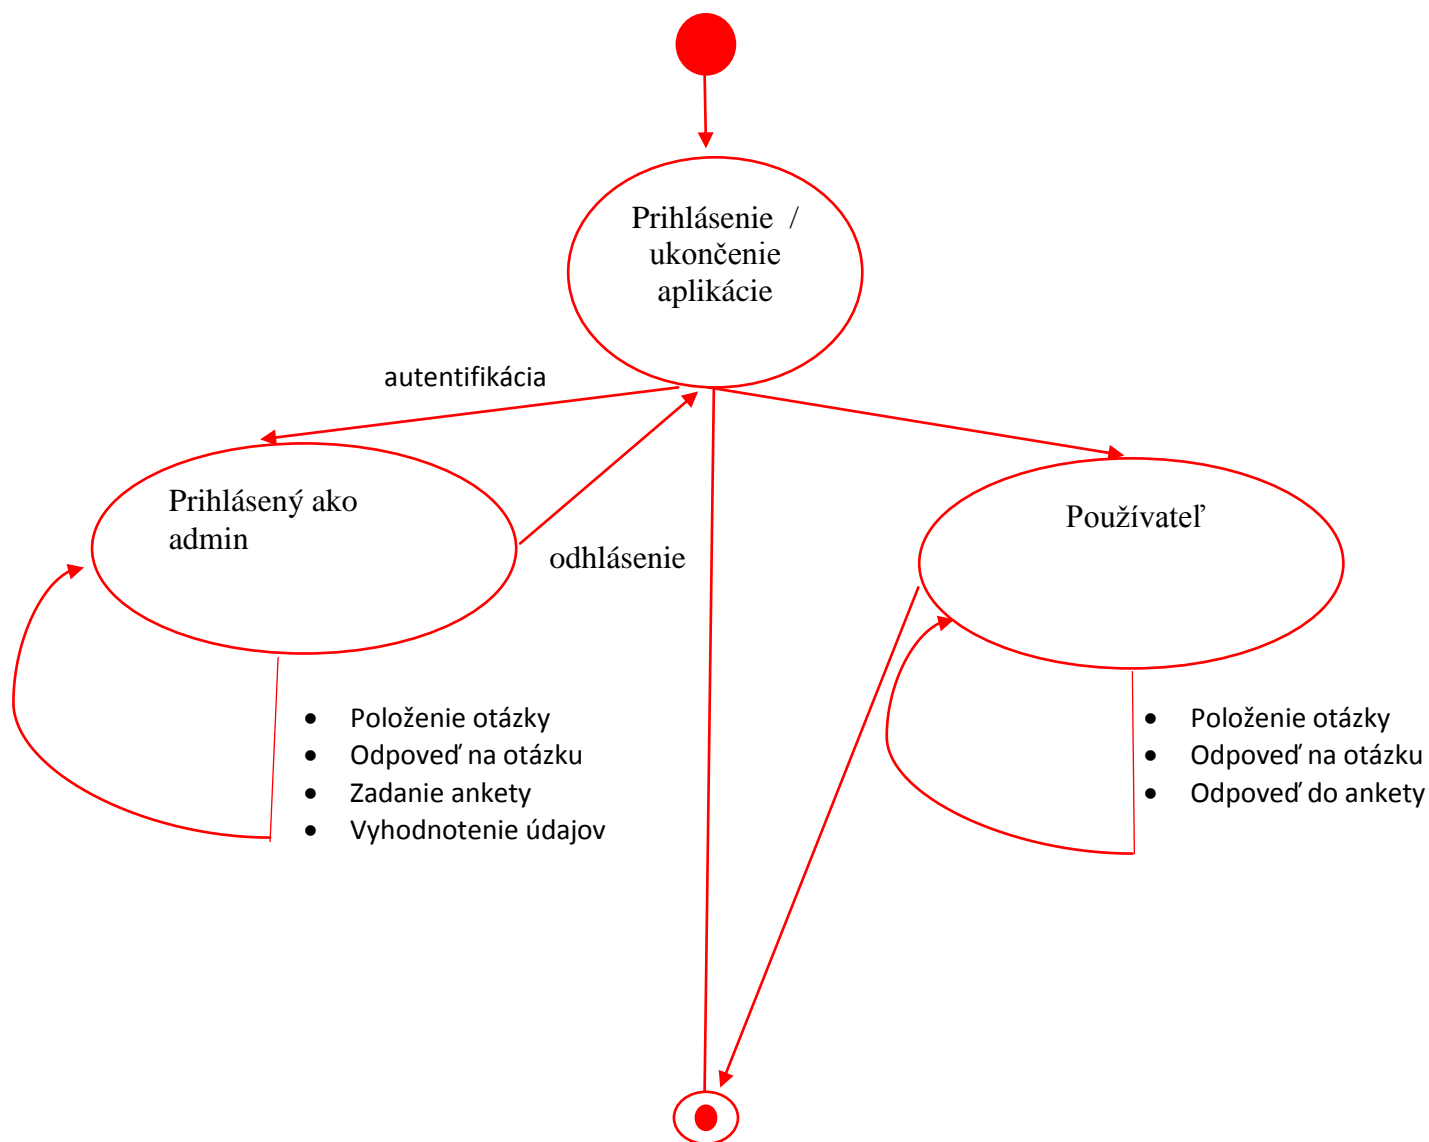 Prihlásenie /
ukončenie
aplikácie
autentifikácia
Prihlásený ako
admin
odhlásenie
Používateľ
• Položenie otázky
• Odpoveď na otázku
• Zadanie ankety
• Vyhodnotenie údajov
• Položenie otázky
• Odpoveď na otázku
• Odpoveď do ankety